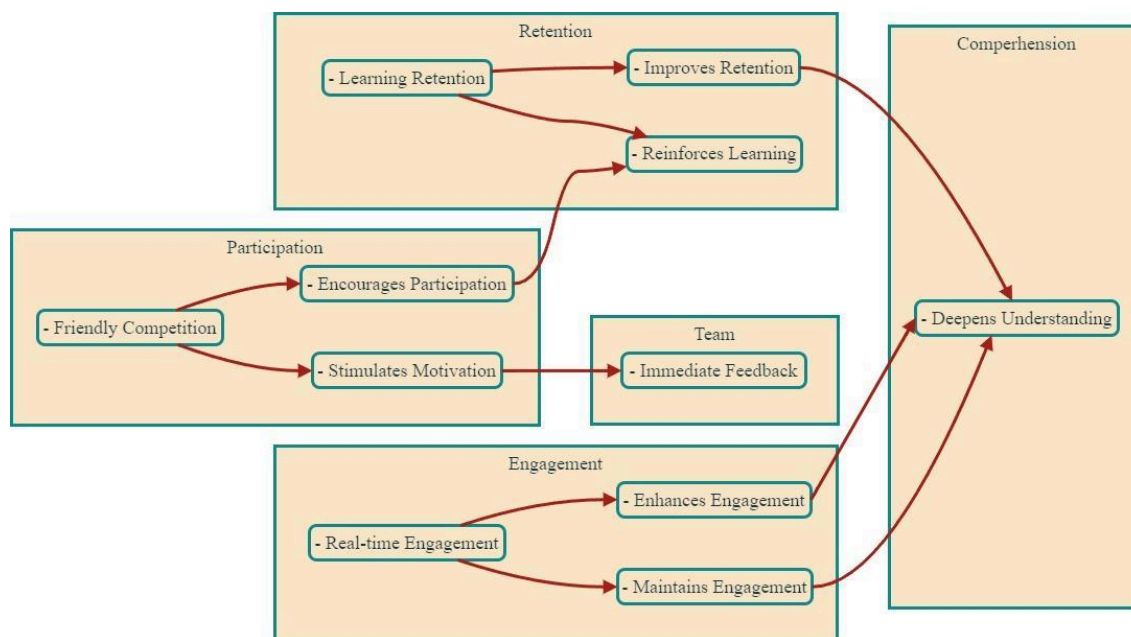 Retention
- Learning Retention
- Improves Retention
- Reinforces Learning
Comperhension
- Deepens Understanding
Participation
- Friendly Competition
- Encourages Participation
- Stimulates Motivation
Team
- Immediate Feedback
Engagement
- Real-time Engagement
- Enhances Engagement
- Maintains Engagement